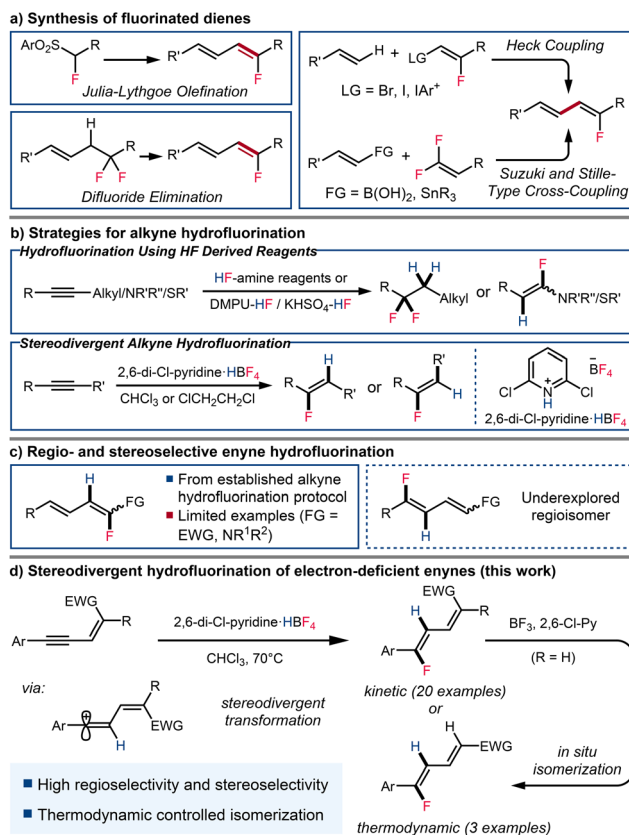 a) Synthesis of fluorinated dienes
ArO2S
R
F
R'
R
F
Julia-Lythgoe Olefination
H
R'
R
F F
R'
R
F
Difluoride Elimination
R'
H
+
LG
R
F
Heck Coupling
LG = Br, I, IAr+
R'
R
F
R'
FG
+
F
F
R
FG = B(OH)2, SnR3
Suzuki and Stille-
Type Cross-Coupling
b) Strategies for alkyne hydrofluorination
Hydrofluorination Using HF Derived Reagents
R
Alkyl/NR'R"/SR'
HF-amine reagents or
DMPU-HF / KHSO4-HF
H H
R
Alkyl
F F
or
F
R
NR'R"/SR'
H
Stereodivergent Alkyne Hydrofluorination
R
R'
2,6-di-Cl-pyridine·HBF4
CHCl3 or ClCH2CH2Cl
H
R
R'
F
or
R'
R
H
F
BF4
Cl
N
H
+
Cl
2,6-di-Cl-pyridine·HBF4
c) Regio- and stereoselective enyne hydrofluorination
H
R
FG
F
From established alkyne
hydrofluorination protocol
Limited examples (FG =
EWG, NR1R2)
F
R
FG
H
Underexplored
regioisomer
d) Stereodivergent hydrofluorination of electron-deficient enynes (this work)
EWG
R
Ar
2,6-di-Cl-pyridine·HBF4
CHCl3, 70°C
EWG
H
R
Ar
F
BF3, 2,6-Cl-Py
(R = H)
kinetic (20 examples)
or
via:
R
Ar
+
EWG
H
stereodivergent
transformation
H
H
EWG
Ar
F
in situ
isomerization
thermodynamic (3 examples)
High regioselectivity and stereoselectivity
Thermodynamic controlled isomerization